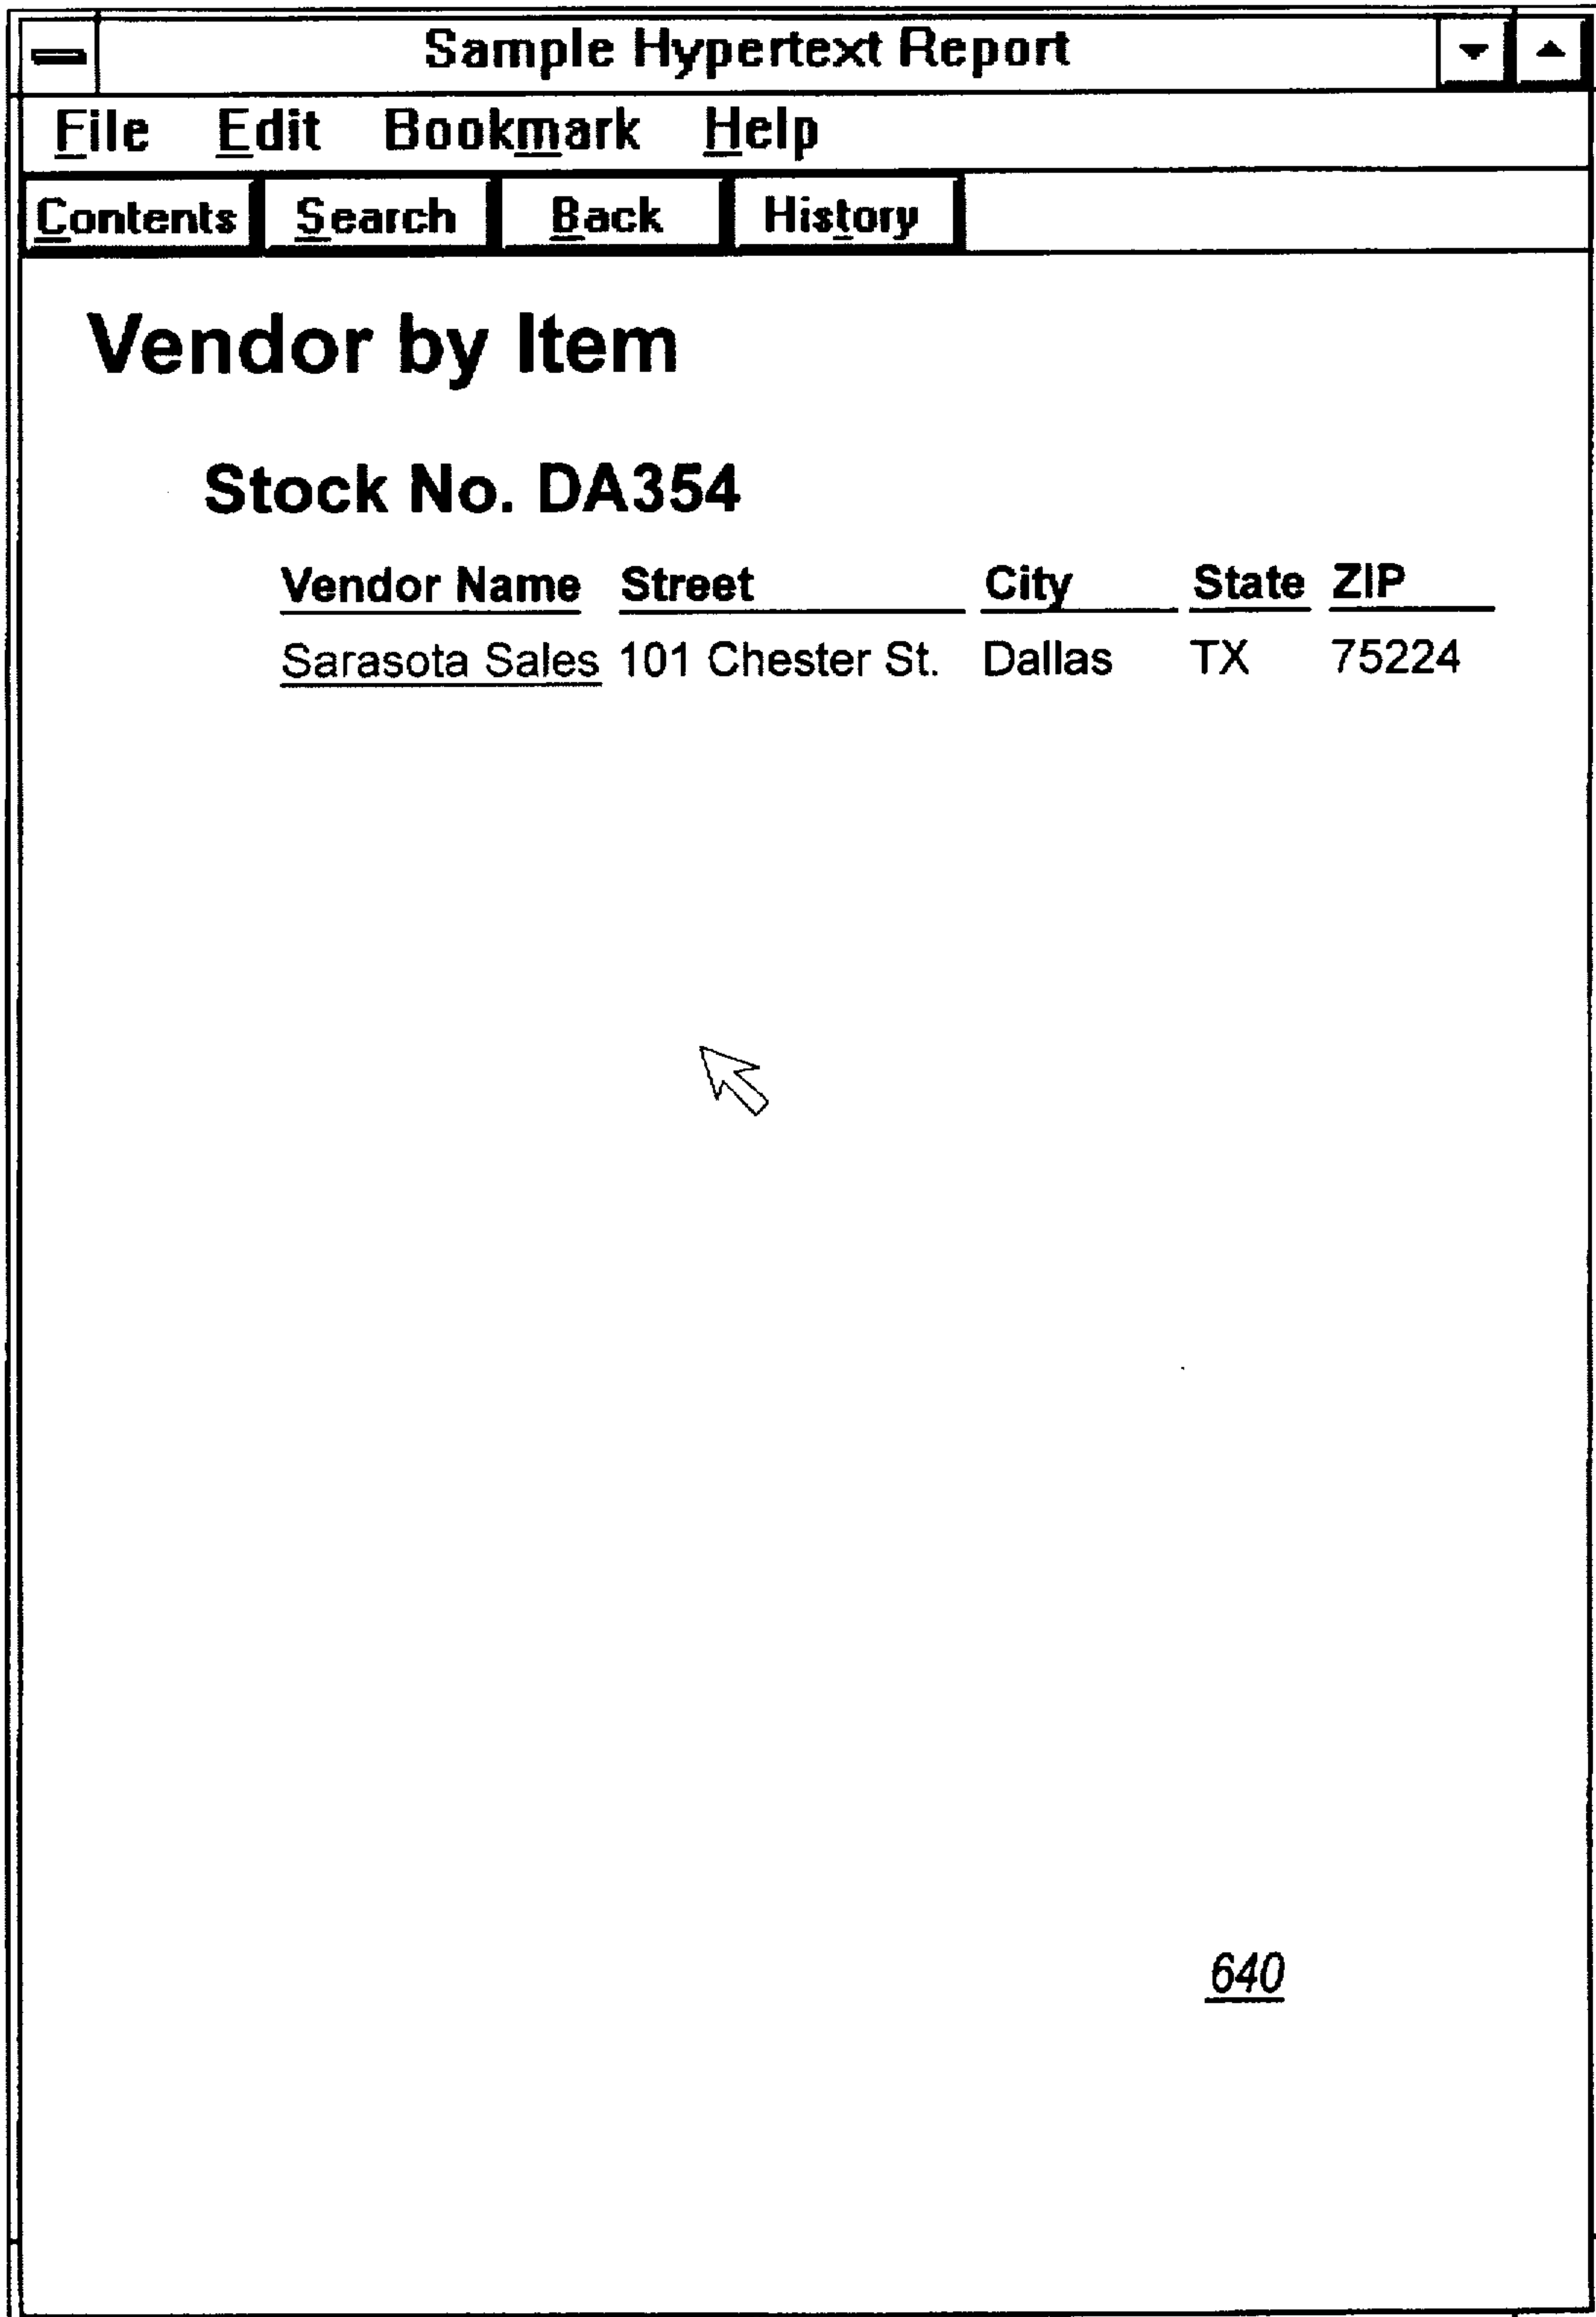 Sample Hypertext Report
File Edit Bookmark Help
Contents Search Back History
Vendor by Item
Stock No. DA354
Vendor Name Street City State ZIP
Sarasota Sales 101 Chester St. Dallas TX 75224
640